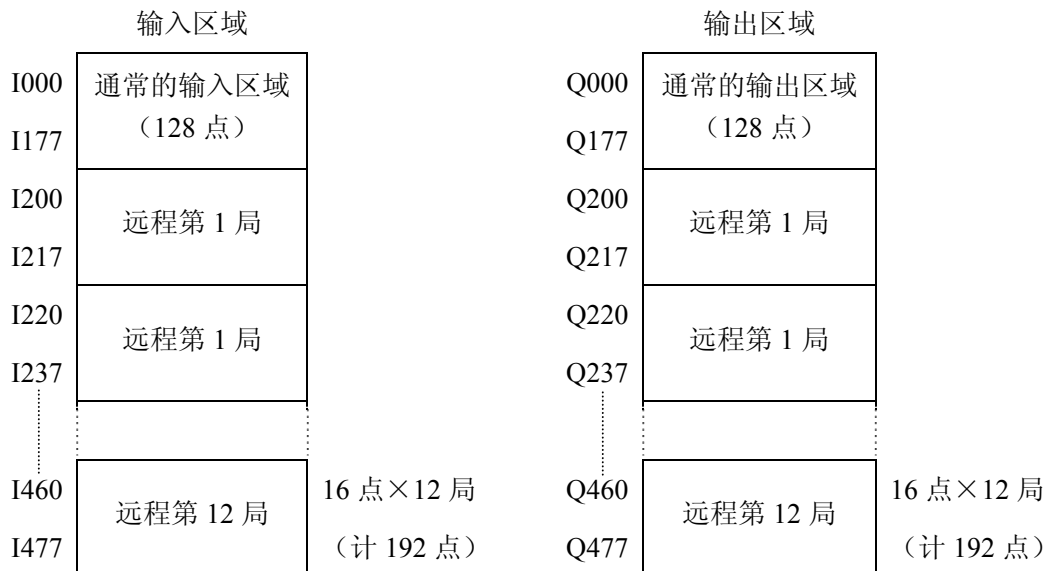 输入区域
I000
通常的输入区域
（128 点）
I177
I200
远程第 1 局
I217
I220
远程第 1 局
I237
I460
远程第 12 局
I477
16 点×12 局
（计 192 点）
输出区域
Q000
通常的输出区域
（128 点）
Q177
Q200
远程第 1 局
Q217
Q220
远程第 1 局
Q237
Q460
远程第 12 局
Q477
16 点×12 局
（计 192 点）